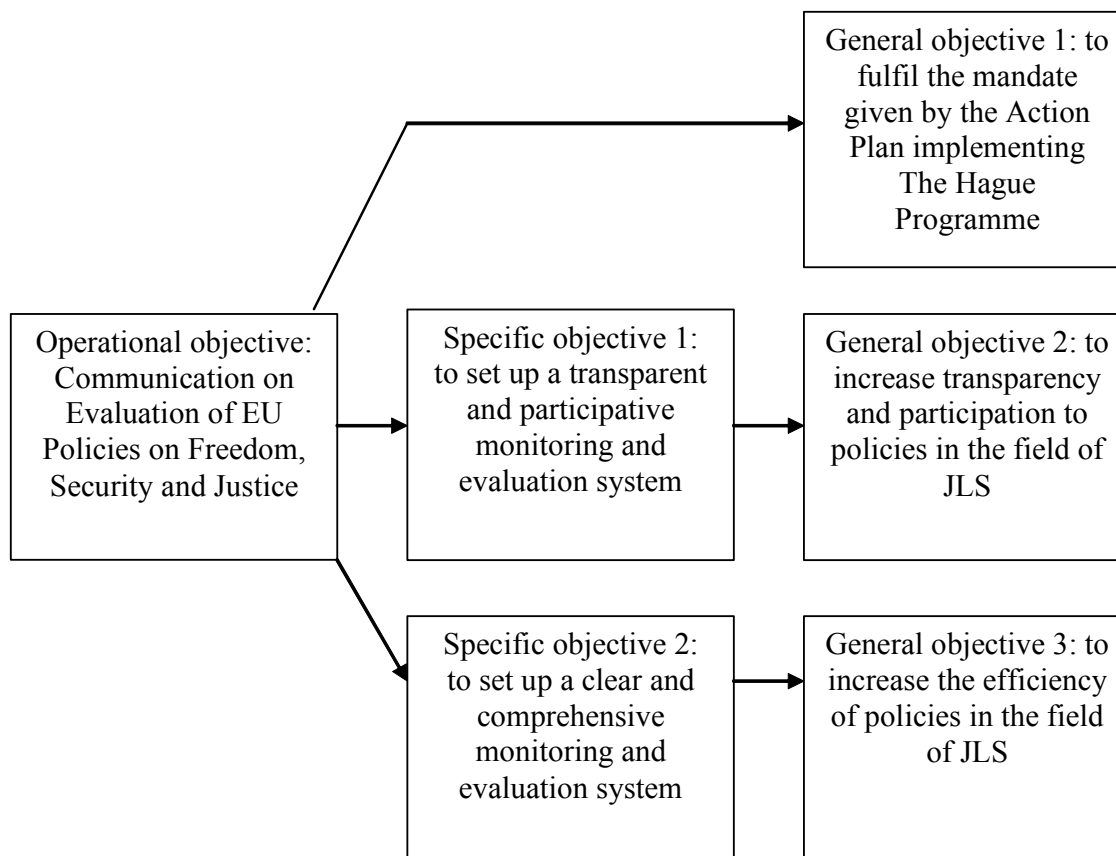 General objective 1: to
fulfil the mandate
given by the Action
Plan implementing
The Hague
Programme
Operational objective:
Communication on
Evaluation of EU
Policies on Freedom,
Security and Justice
Specific objective 1:
to set up a transparent
and participative
monitoring and
evaluation system
General objective 2: to
increase transparency
and participation to
policies in the field of
JLS
Specific objective 2:
to set up a clear and
comprehensive
monitoring and
evaluation system
General objective 3: to
increase the efficiency
of policies in the field
of JLS